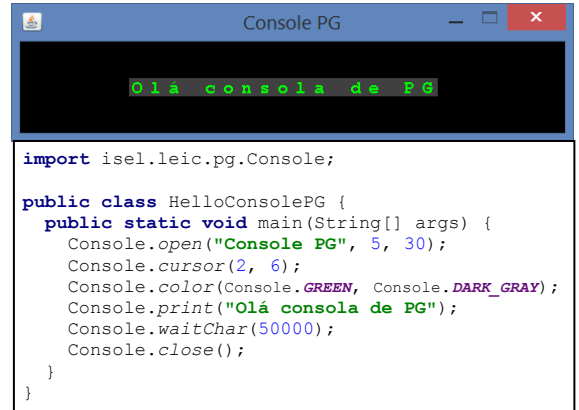 Console PG
Olá consola de PG
import isel.leic.pg.Console;
public class HelloConsolePG {
public static void main(String[] args) {
Console.open("Console PG", 5, 30);
Console.cursor(2, 6);
Console.color(Console.GREEN, Console.DARK_GRAY);
Console.print("Olá consola de PG");
Console.waitChar(50000);
Console.close();
}
}